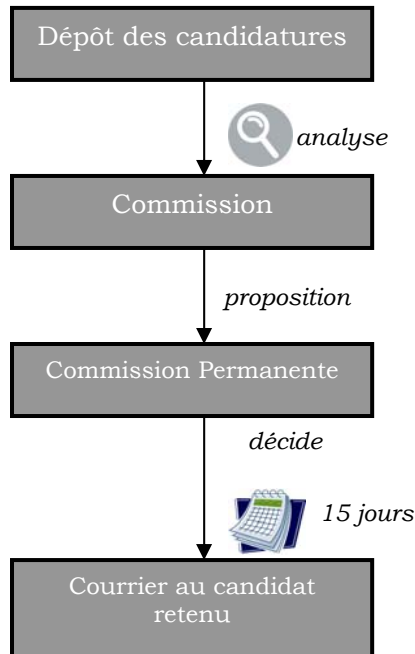 Dépôt des candidatures
analyse
Commission
proposition
Commission Permanente
décide
15 jours
Courrier au candidat
retenu